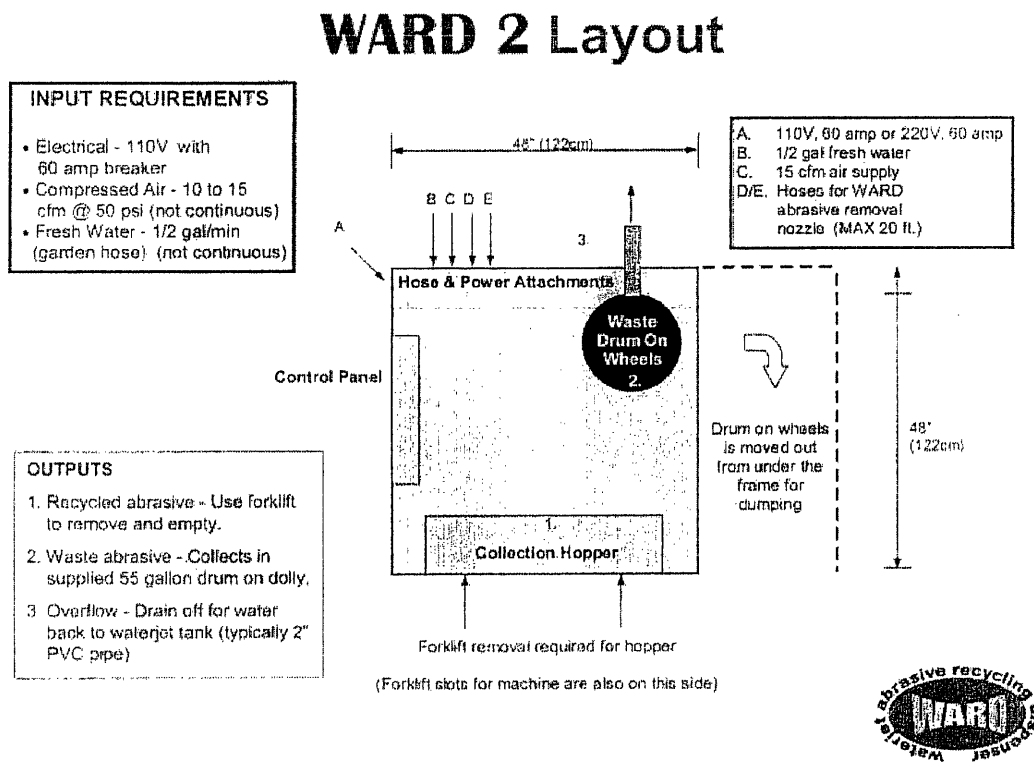 WARD 2 Layout
INPUT REQUIREMENTS
• Electrical - 110V with
60 amp breaker
• Compressed Air - 10 to 15
cfm @ 50 psi (not continuous)
• Fresh Water - 1/2 gal/min
(garden hose) (not continuous)
48" (122cm)
A. 110V, 60 amp or 220V, 60 amp
B. 1/2 gal fresh water
C. 15 cfm air supply
D/E. Hoses for WARD
abrasive removal
nozzle (MAX 20 ft.)
B C D E
A
3.
Hose & Power Attachments
Waste
Drum On
Wheels
2.
Control Panel
Drum on wheels
is moved out
from under the
frame for
dumping
48"
(122cm)
OUTPUTS
1. Recycled abrasive - Use forklift
to remove and empty.
2. Waste abrasive - Collects in
supplied 55 gallon drum on dolly.
3 Overflow - Drain off for water
back to waterjet tank (typically 2"
PVC pipe)
1.
Collection Hopper
Forklift removal required for hopper
(Forklift slots for machine are also on this side)
waterjet abrasive recycling dispenser
WARD